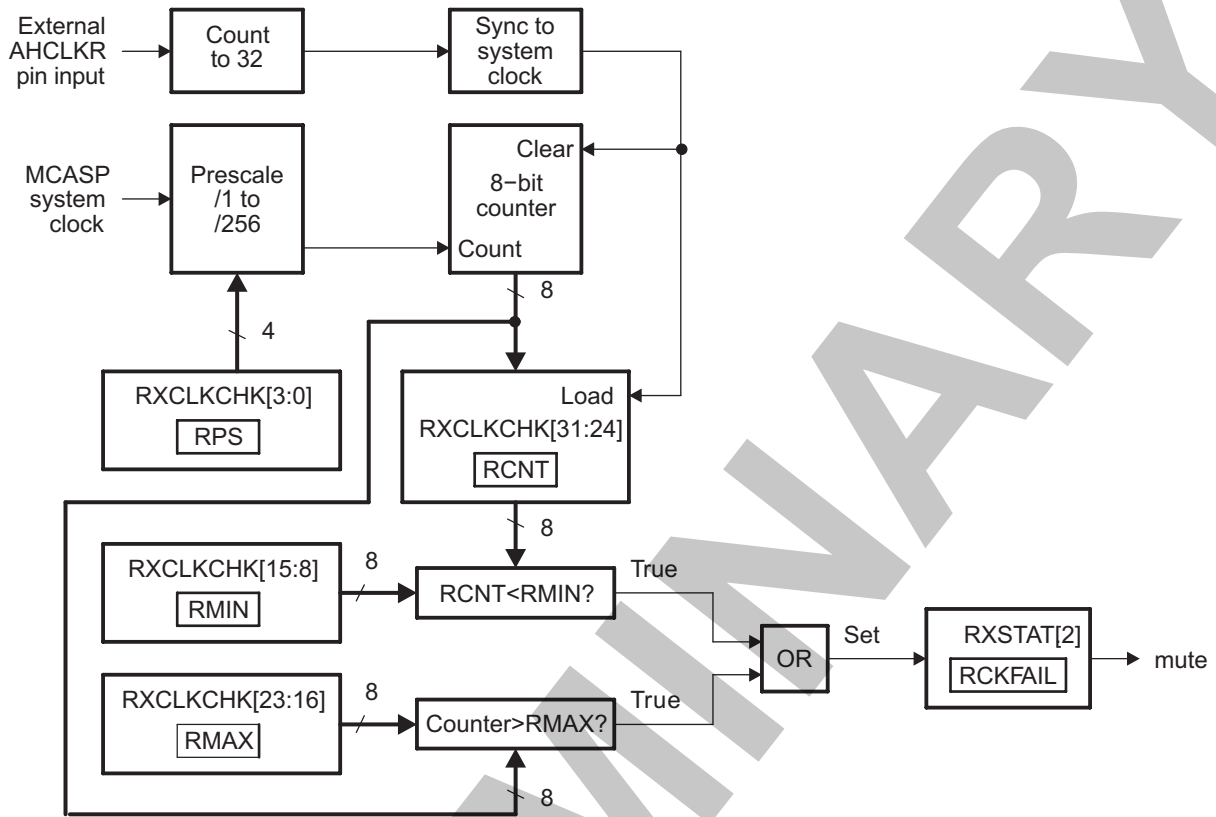 External
AHCLKR
pin input
Count
to 32
Sync to
system
clock
MCASP
system
clock
Prescale
/1 to
/256
Clear
8−bit
counter
Count
8
4
RXCLKCHK[3:0]
RPS
Load
RXCLKCHK[31:24]
RCNT
8
RXCLKCHK[15:8]
RMIN
8
RCNT<RMIN?
True
OR
Set
RXSTAT[2]
RCKFAIL
mute
RXCLKCHK[23:16]
RMAX
8
Counter>RMAX?
True
8
MINARY